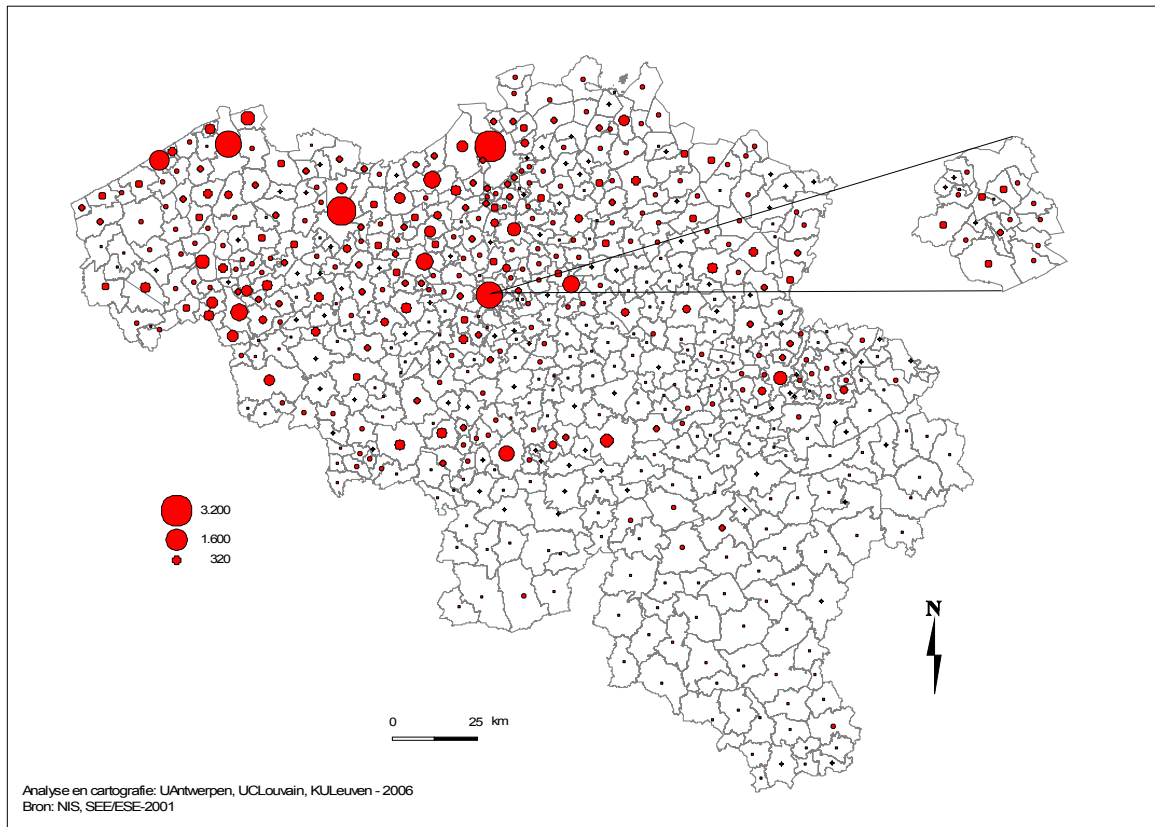 3.200
1.600
320
N
0 25 km
Analyse en cartografie: UAntwerpen, UCLouvain, KULeuven - 2006
Bron: NIS, SEE/ESE-2001